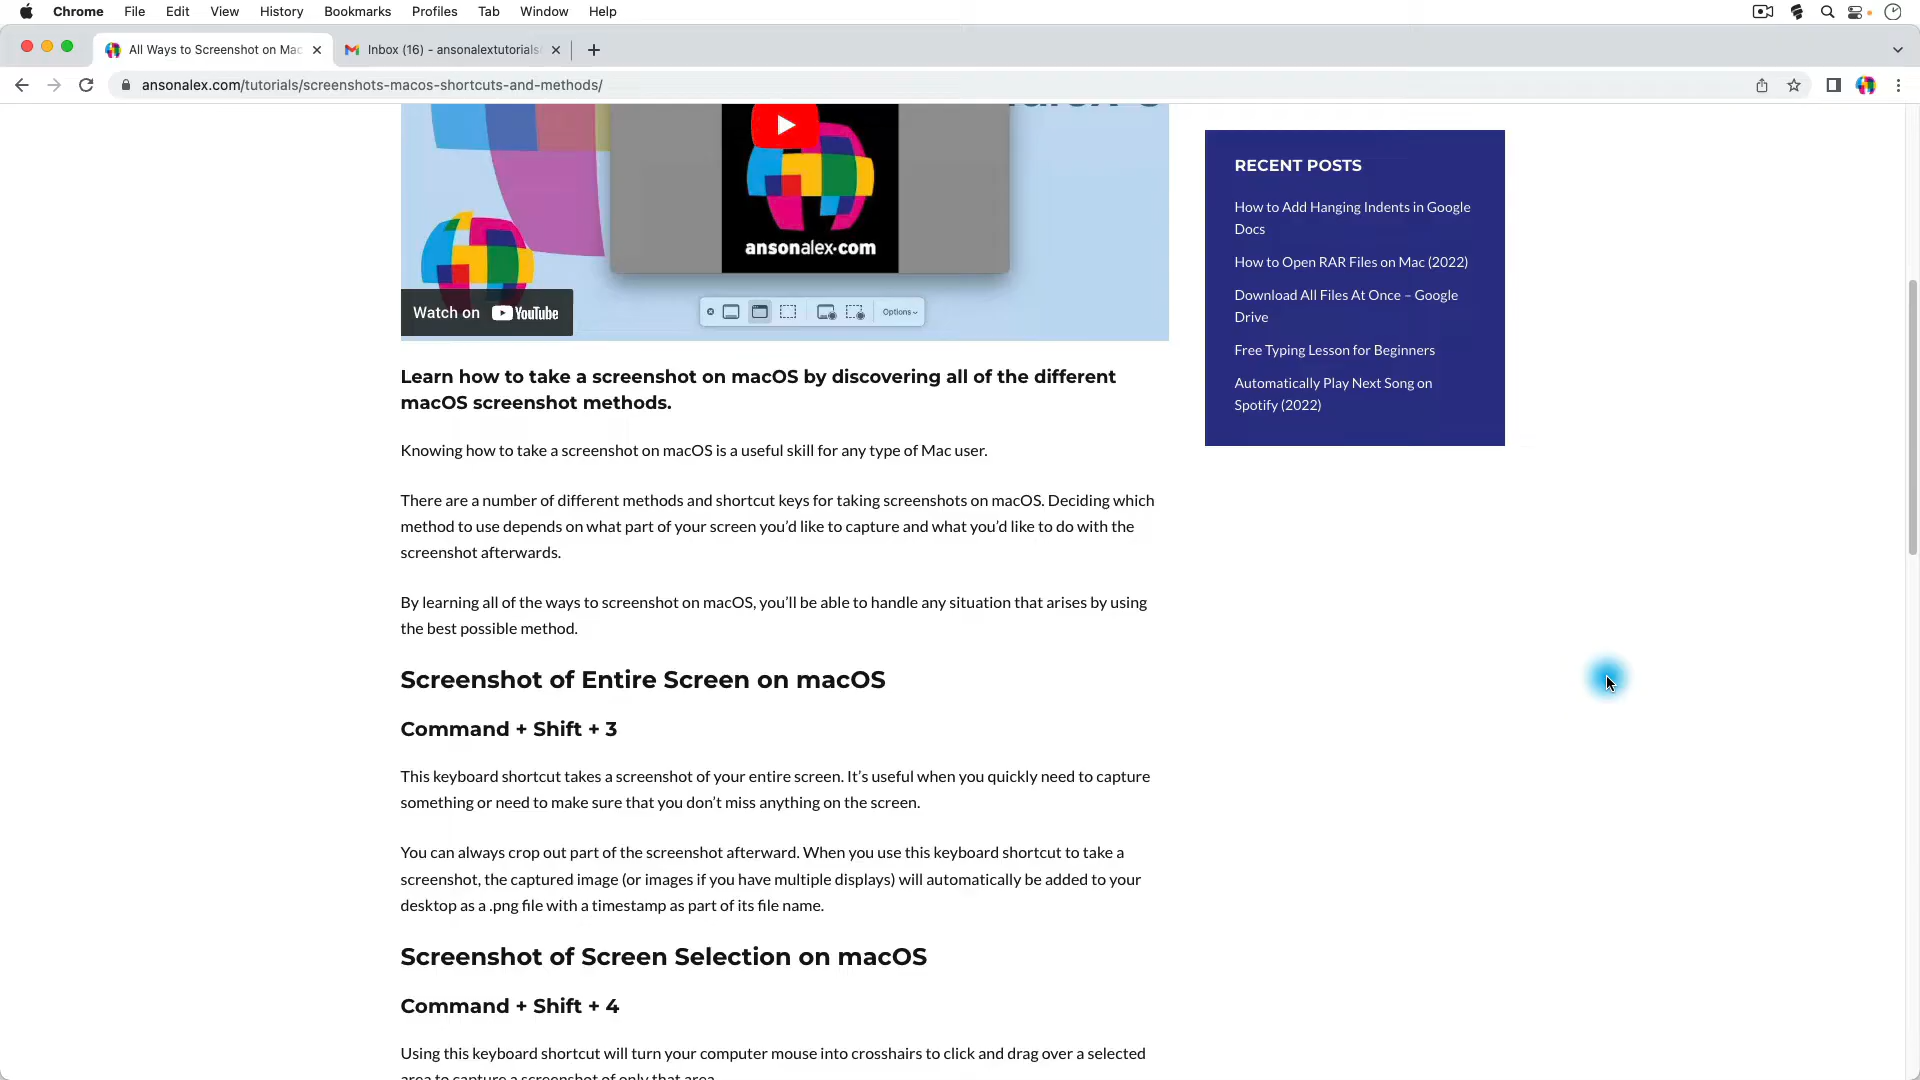 Chrome File Edit View History Bookmarks Profiles Tab Window Help
All Ways to Screenshot on Mac
Inbox (16) - ansonalextutorials
ansonalex.com/tutorials/screenshots-macos-shortcuts-and-methods/
ansonalex.com
Watch on YouTube
Options
RECENT POSTS
How to Add Hanging Indents in Google
Docs
How to Open RAR Files on Mac (2022)
Download All Files At Once – Google
Drive
Free Typing Lesson for Beginners
Automatically Play Next Song on
Spotify (2022)
Learn how to take a screenshot on macOS by discovering all of the different
macOS screenshot methods.
Knowing how to take a screenshot on macOS is a useful skill for any type of Mac user.
There are a number of different methods and shortcut keys for taking screenshots on macOS. Deciding which
method to use depends on what part of your screen you’d like to capture and what you’d like to do with the
screenshot afterwards.
By learning all of the ways to screenshot on macOS, you’ll be able to handle any situation that arises by using
the best possible method.
Screenshot of Entire Screen on macOS
Command + Shift + 3
This keyboard shortcut takes a screenshot of your entire screen. It’s useful when you quickly need to capture
something or need to make sure that you don’t miss anything on the screen.
You can always crop out part of the screenshot afterward. When you use this keyboard shortcut to take a
screenshot, the captured image (or images if you have multiple displays) will automatically be added to your
desktop as a .png file with a timestamp as part of its file name.
Screenshot of Screen Selection on macOS
Command + Shift + 4
Using this keyboard shortcut will turn your computer mouse into crosshairs to click and drag over a selected
area to capture a screenshot of only that area.